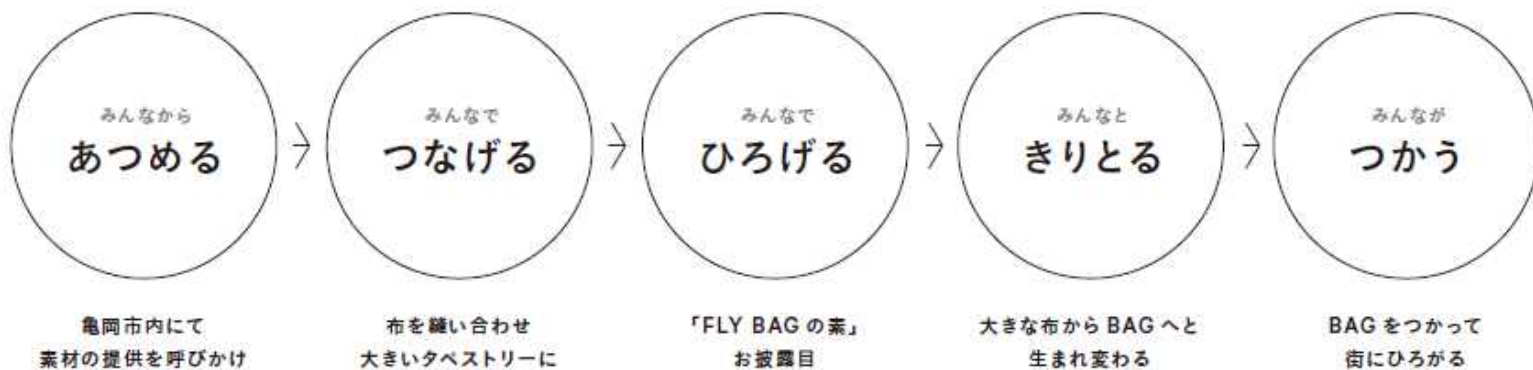 みんなから
あつめる
亀岡市内にて
素材の提供を呼びかけ
みんなで
つなげる
布を縫い合わせ
大きいタペストリーに
みんなで
ひろげる
「FLY BAG の素」
お披露目
みんなと
きりとる
大きな布から BAG へと
生まれ変わる
みんなが
つかう
BAG をつかって
街にひろがる